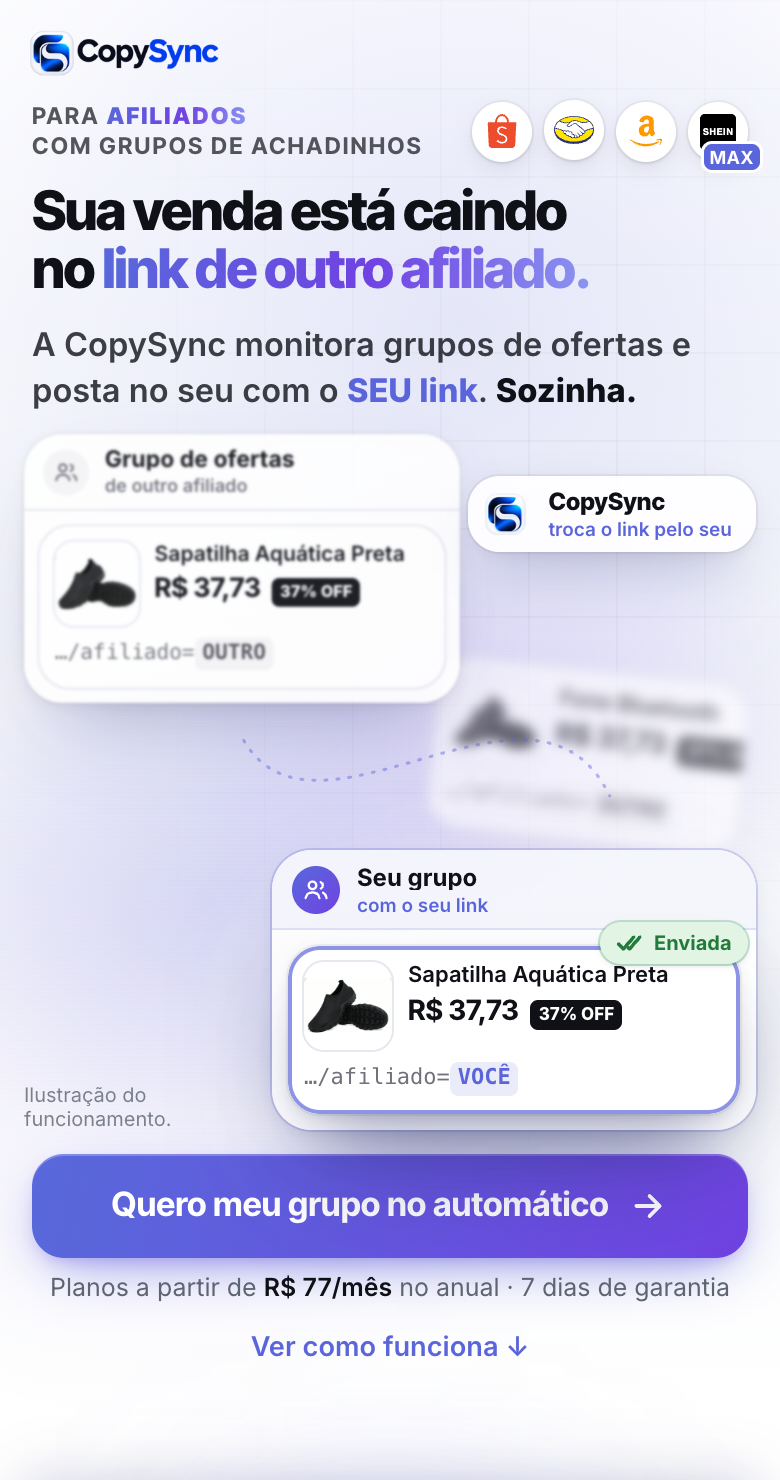 CopySync
PARA AFILIADOS
COM GRUPOS DE ACHADINHOS
SHEIN
MAX
Sua venda está caindo
no link de outro afiliado.
A CopySync monitora grupos de ofertas e
posta no seu com o SEU link. Sozinha.
Grupo de ofertas
de outro afiliado
CopySync
troca o link pelo seu
Sapatilha Aquática Preta
R$ 37,73 37% OFF
…/afiliado= OUTRO
R$ 37,73
Seu grupo
com o seu link
Enviada
Sapatilha Aquática Preta
R$ 37,73 37% OFF
…/afiliado= VOCÊ
Ilustração do
funcionamento.
Quero meu grupo no automático →
Planos a partir de R$ 77/mês no anual · 7 dias de garantia
Ver como funciona ↓